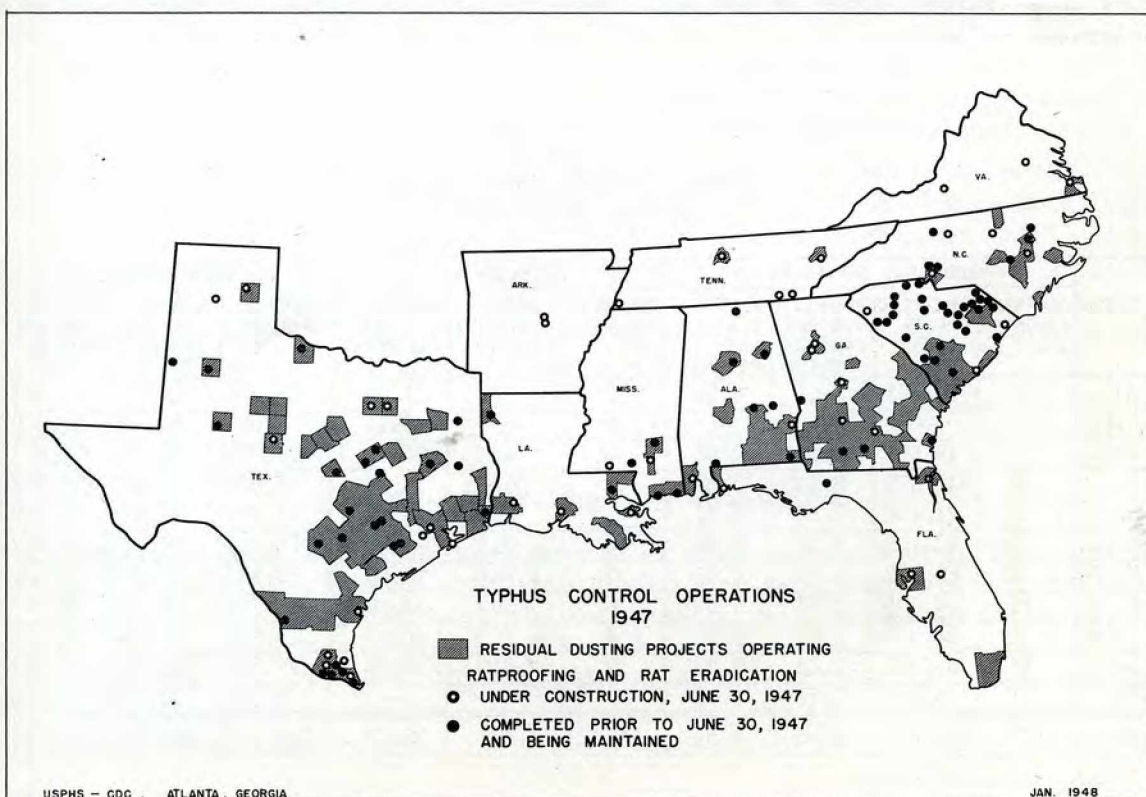 VA.
N.C.
TENN.
ARK.
S.C.
GA.
MISS.
ALA.
LA.
TEX.
FLA.
TYPHUS CONTROL OPERATIONS
1947
RESIDUAL DUSTING PROJECTS OPERATING
RATPROOFING AND RAT ERADICATION
UNDER CONSTRUCTION, JUNE 30, 1947
COMPLETED PRIOR TO JUNE 30, 1947
AND BEING MAINTAINED
USPHS – CDC . ATLANTA, GEORGIA
JAN. 1948